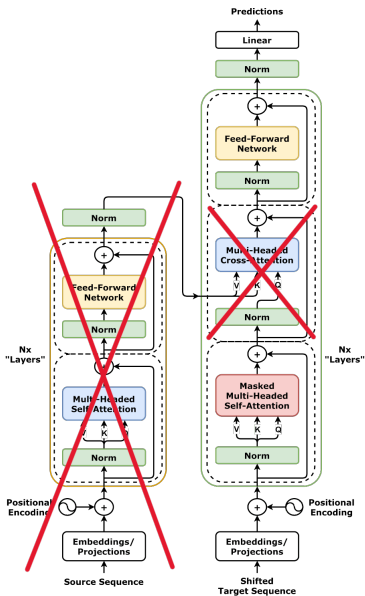 Predictions
Linear
Norm
Feed-Forward
Network
Norm
Multi-Headed
Cross-Attention
V K Q
Norm
Masked
Multi-Headed
Self-Attention
V K Q
Norm
Nx
"Layers"
Positional
Encoding
Embeddings/
Projections
Shifted
Target Sequence
Norm
Feed-Forward
Network
Norm
Multi-Headed
Self-Attention
V K
Norm
Nx
"Layers"
Positional
Encoding
Embeddings/
Projections
Source Sequence